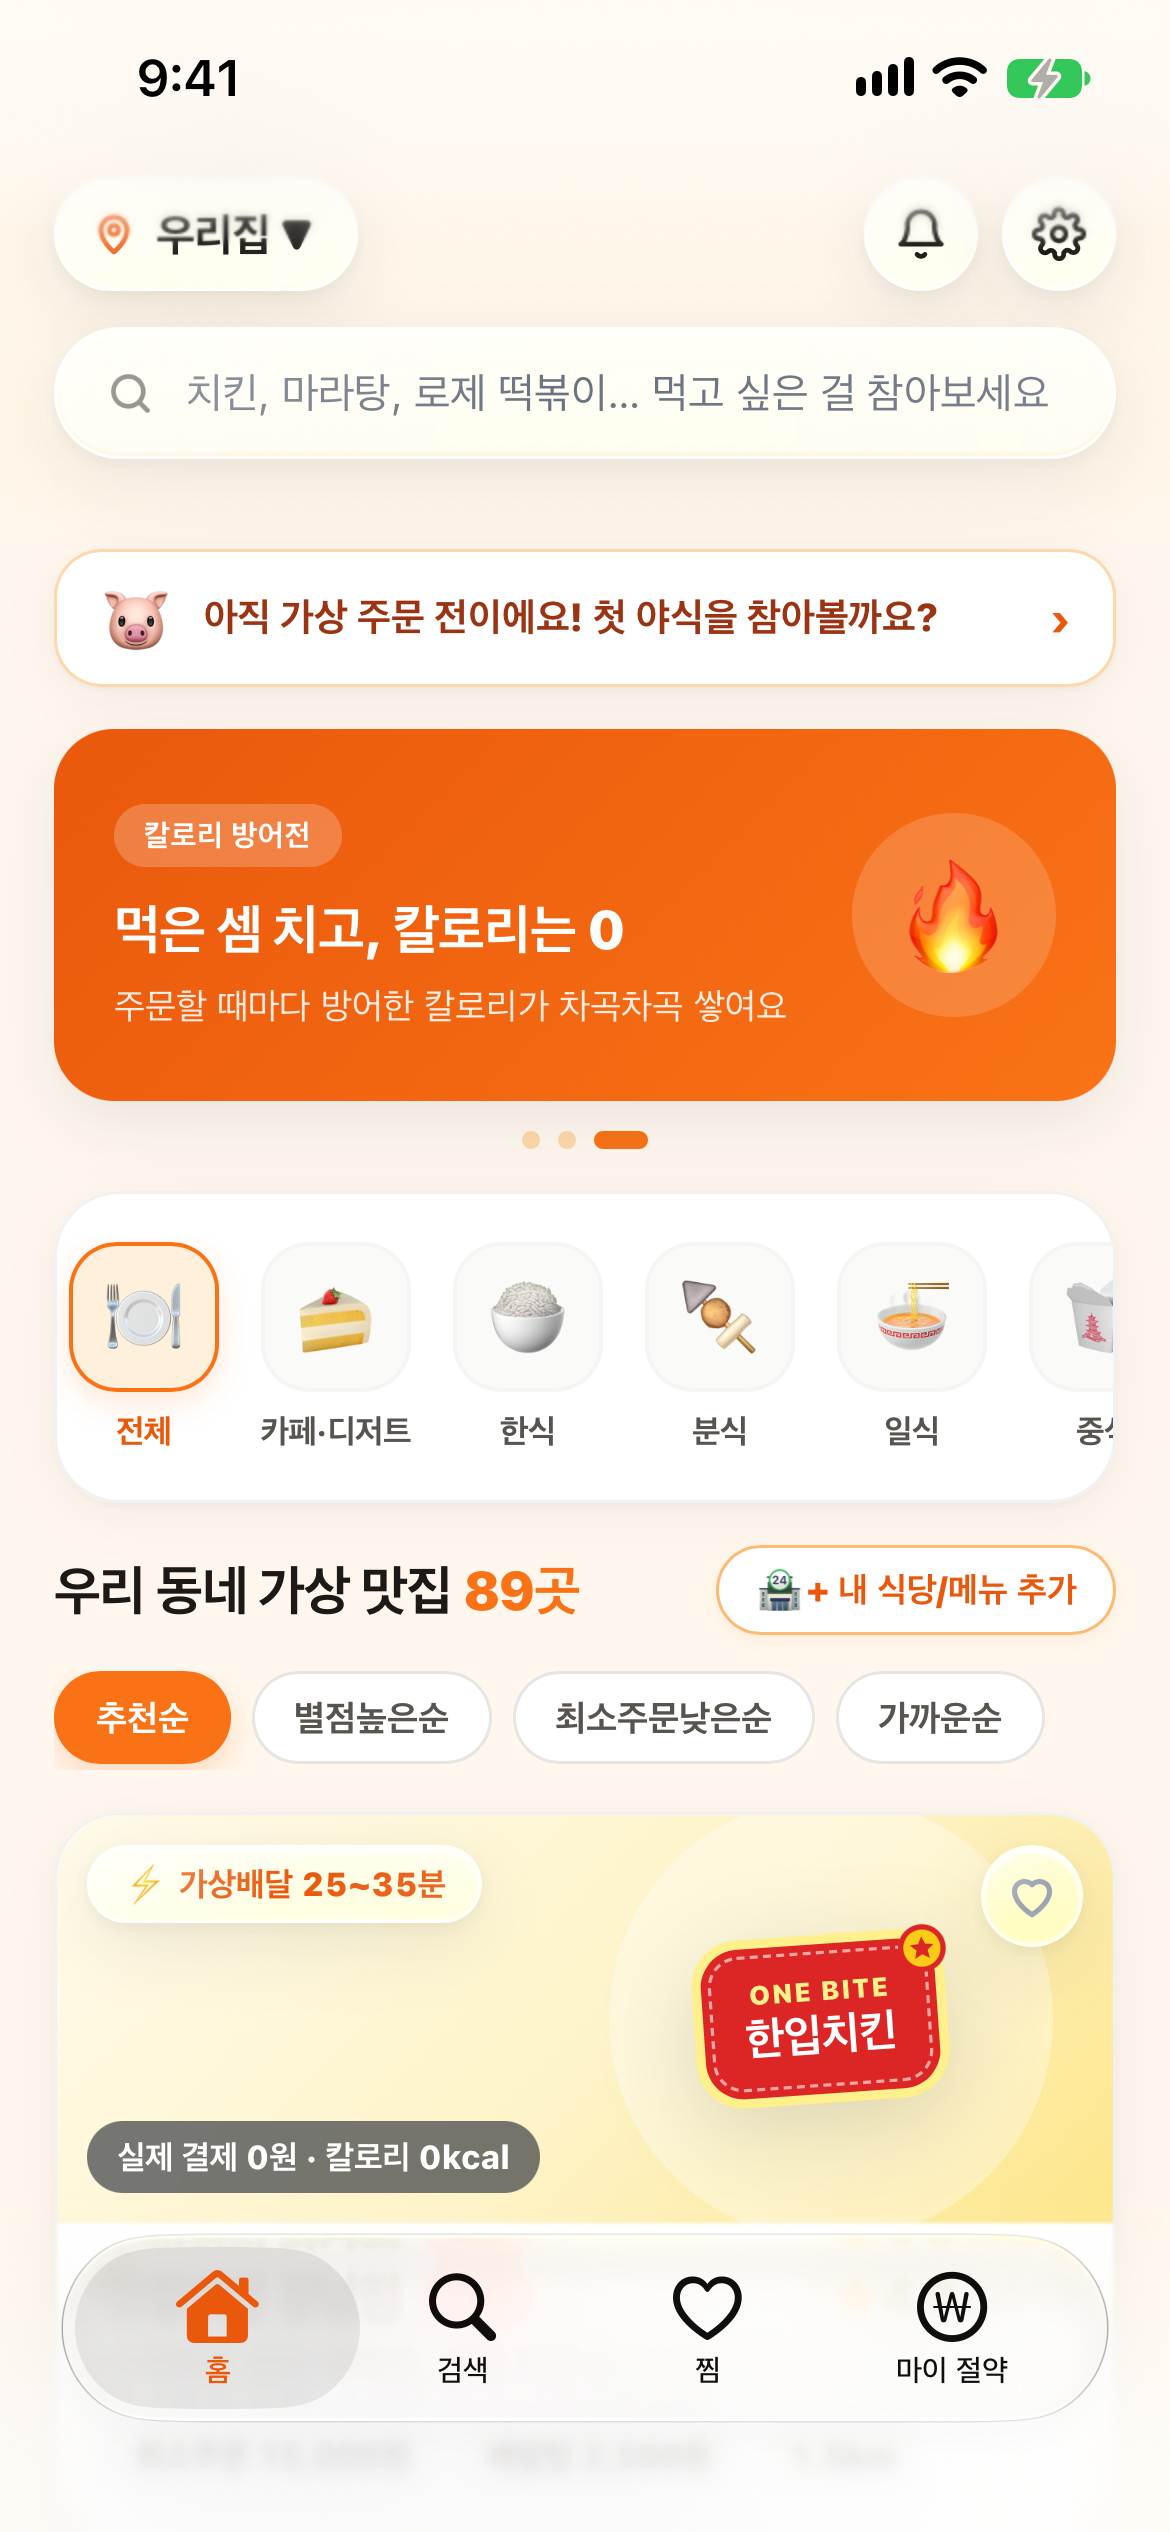 9:41
우리집 ▼
치킨, 마라탕, 로제 떡볶이... 먹고 싶은 걸 참아보세요
아직 가상 주문 전이에요! 첫 야식을 참아볼까요?
칼로리 방어전
먹은 셈 치고, 칼로리는 0
주문할 때마다 방어한 칼로리가 차곡차곡 쌓여요
전체 카페·디저트 한식 분식 일식
우리 동네 가상 맛집 89곳
24 + 내 식당/메뉴 추가
추천순 별점높은순 최소주문낮은순 가까운순
⚡ 가상배달 25~35분
ONE BITE
한입치킨
실제 결제 0원 · 칼로리 0kcal
홈 검색 찜 마이 절약